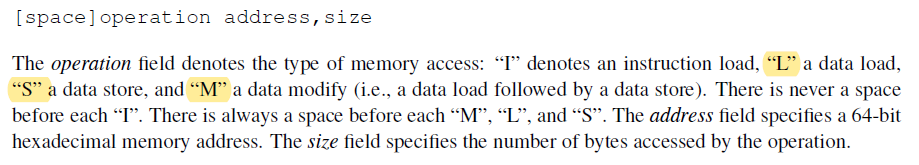 [space]operation address,size
The operation field denotes the type of memory access: “I” denotes an instruction load, “L” a data load,
“S” a data store, and “M” a data modify (i.e., a data load followed by a data store). There is never a space
before each “I”. There is always a space before each “M”, “L”, and “S”. The address field specifies a 64-bit
hexadecimal memory address. The size field specifies the number of bytes accessed by the operation.